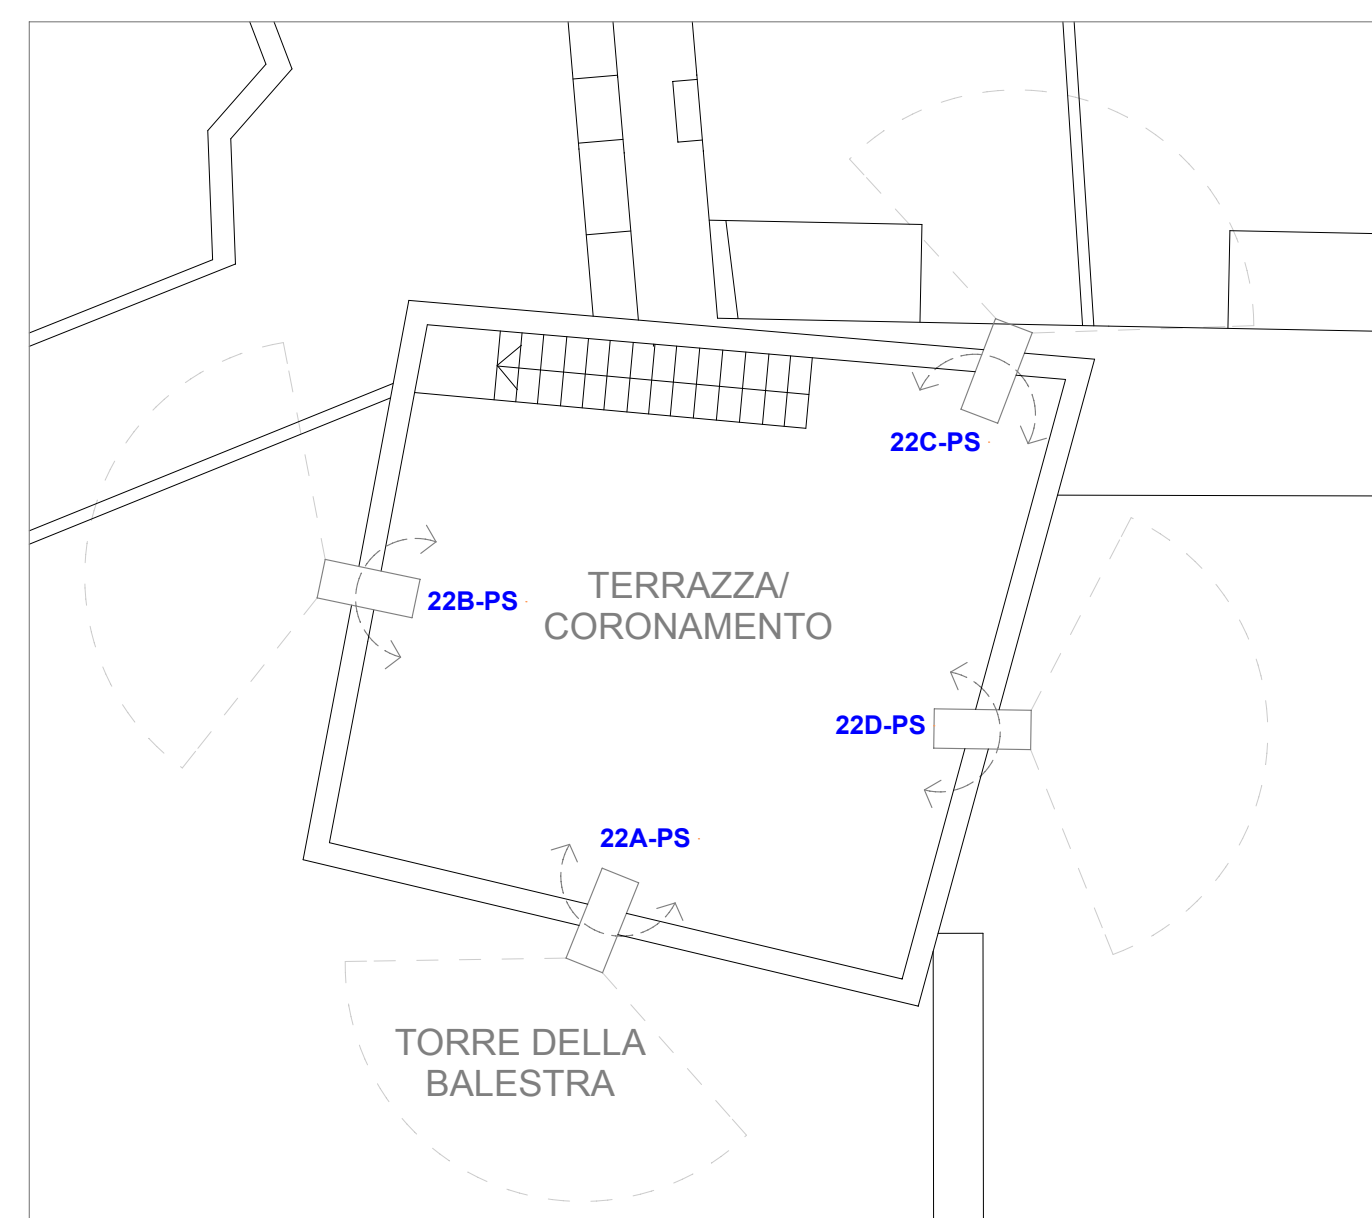 22C-PS
TERRAZZA/
CORONAMENTO
22B-PS
22D-PS
22A-PS
TORRE DELLA
BALESTRA